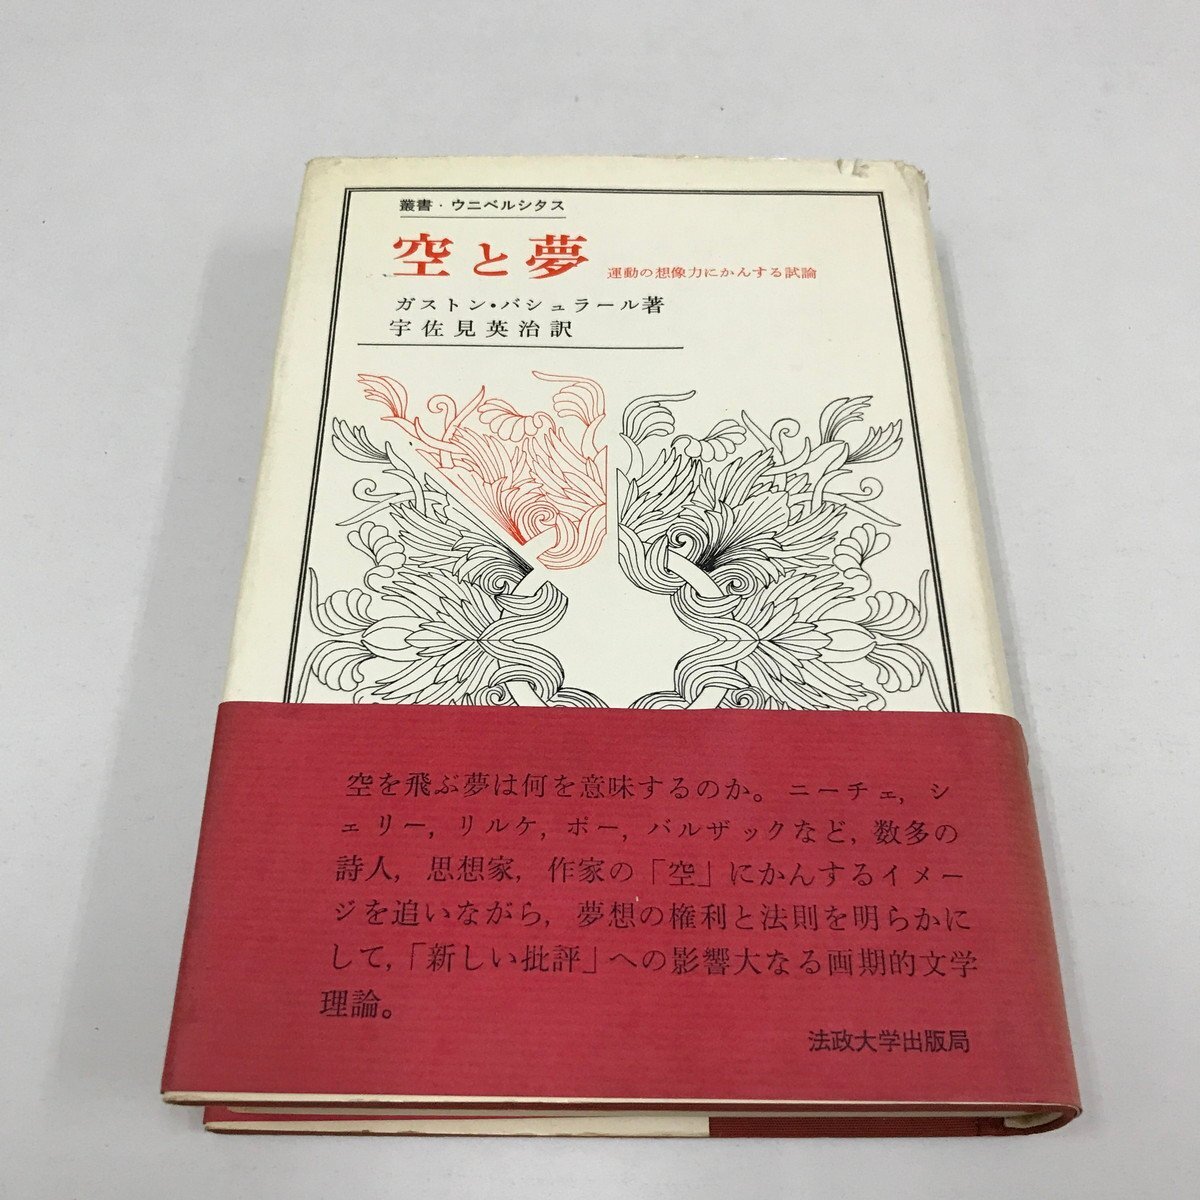 叢書・ウニベルシタス
空と夢 運動の想像力にかんする試論
ガストン・バシュラール著
宇佐見英治訳
空を飛ぶ夢は何を意味するのか。ニーチェ, シ
ェリー, リルケ, ポー, バルザックなど, 数多の
詩人, 思想家, 作家の「空」にかんするイメー
ジを追いながら, 夢想の権利と法則を明らかに
して,「新しい批評」への影響大なる画期的文学
理論。
法政大学出版局